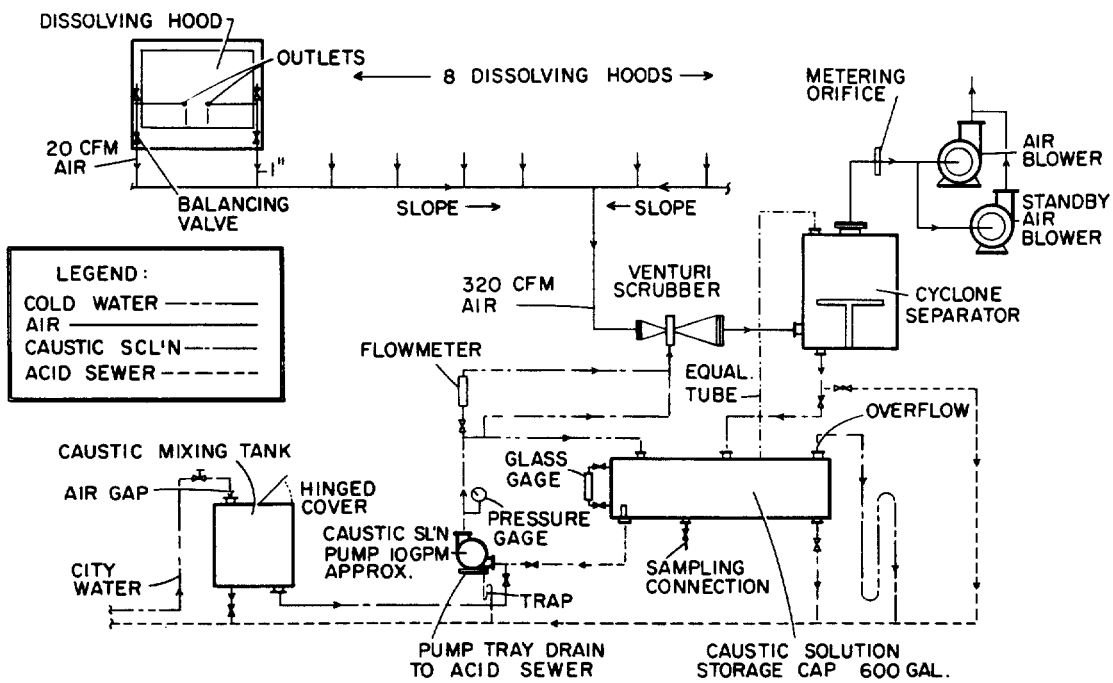 DISSOLVING HOOD
OUTLETS
8 DISSOLVING HOODS
METERING
ORIFICE
20 CFM
AIR
1"
BALANCING
VALVE
SLOPE
SLOPE
AIR
BLOWER
STANDBY
AIR
BLOWER
LEGEND:
COLD WATER
AIR
CAUSTIC SCL'N
ACID SEWER
320 CFM
AIR
VENTURI
SCRUBBER
CYCLONE
SEPARATOR
FLOWMETER
EQUAL.
TUBE
OVERFLOW
CAUSTIC MIXING TANK
AIR GAP
HINGED
COVER
GLASS
GAGE
PRESSURE
GAGE
CAUSTIC SL'N
PUMP 10 GPM
APPROX.
CITY
WATER
TRAP
SAMPLING
CONNECTION
PUMP TRAY DRAIN
TO ACID SEWER
CAUSTIC SOLUTION
STORAGE CAP 600 GAL.